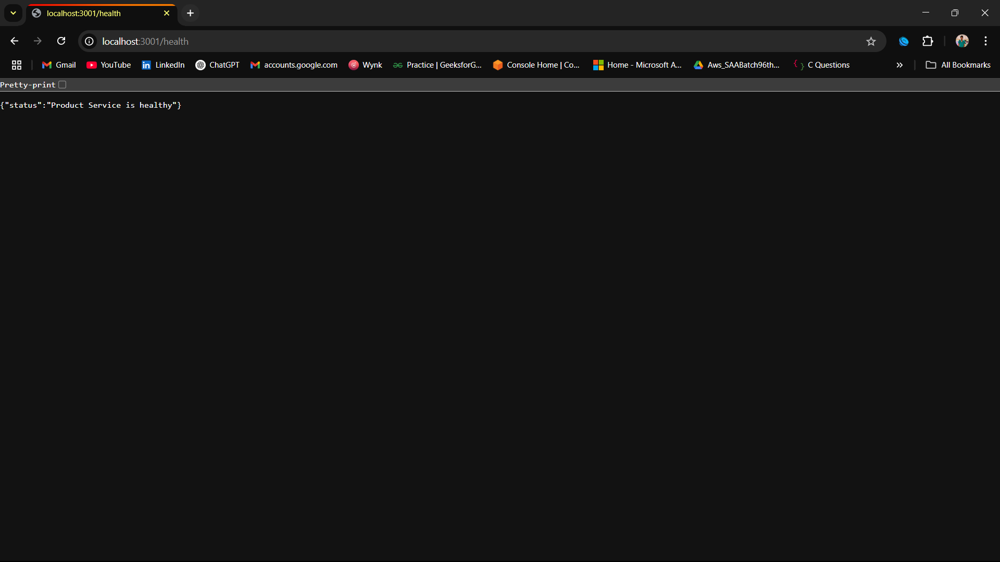 localhost:3001/health
localhost:3001/health
Gmail YouTube LinkedIn ChatGPT accounts.google.com Wynk Practice | GeeksforG... Console Home | Co... Home - Microsoft A... Aws_SAABatch96th... C Questions All Bookmarks
Pretty-print
{"status":"Product Service is healthy"}